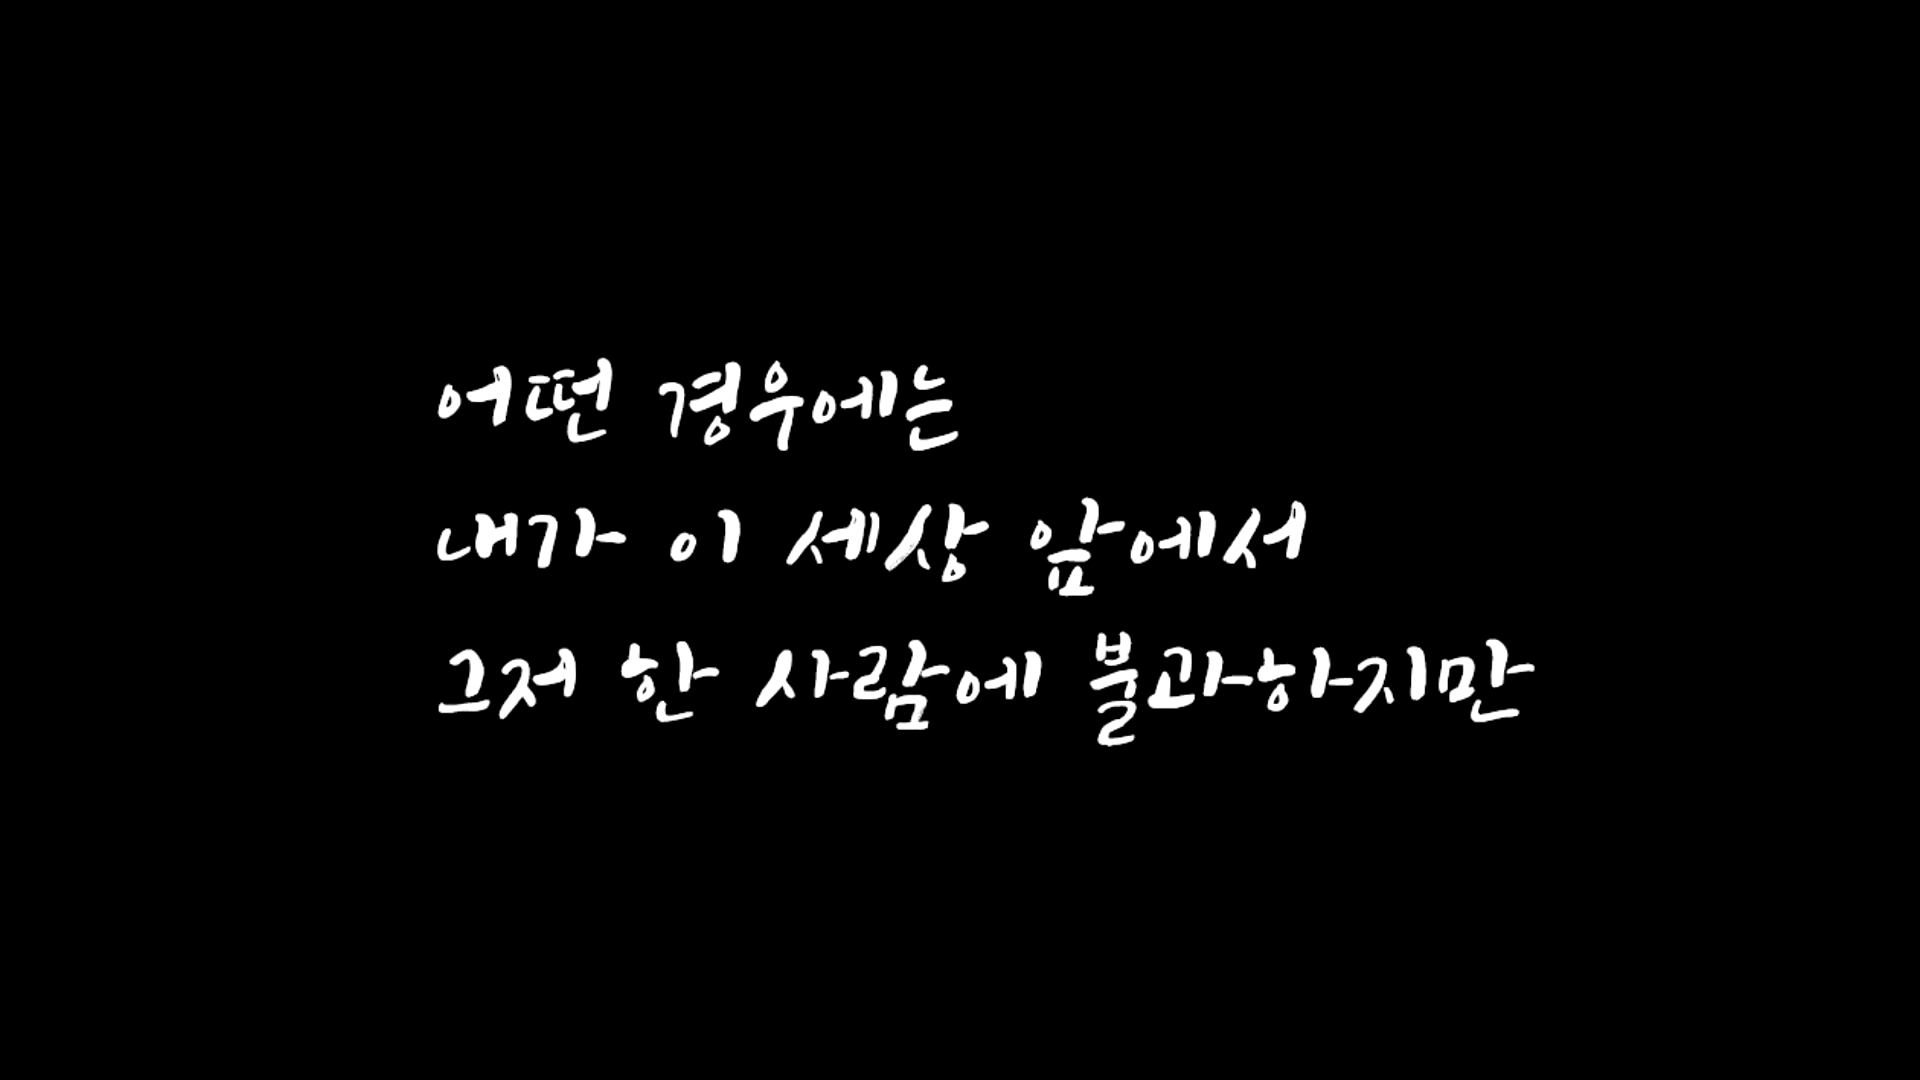 어떤 경우에는
내가 이 세상 앞에서
그저 한 사람에 불과하지만